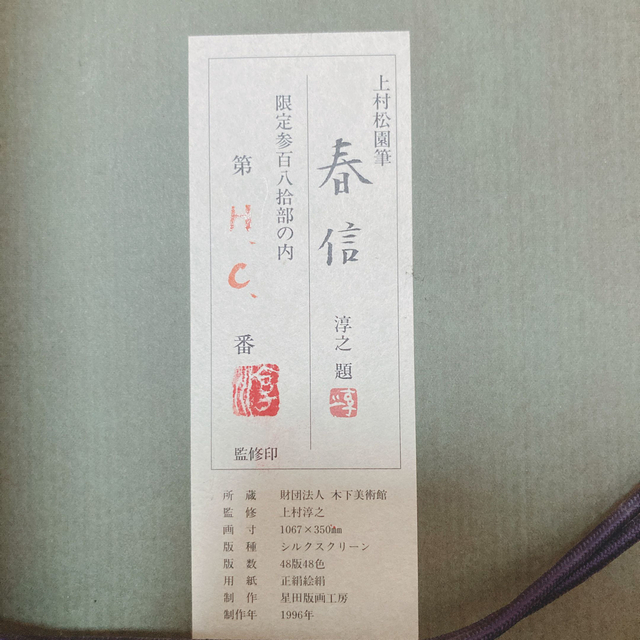 上村松園筆
春信
淳之 題
限定参百八拾部の内
第 H.C. 番
監修印
所蔵 財団法人 木下美術館
監修 上村淳之
画寸 1067×350㎜
版種 シルクスクリーン
版数 48版48色
用紙 正絹絵絹
制作 星田版画工房
制作年 1996年